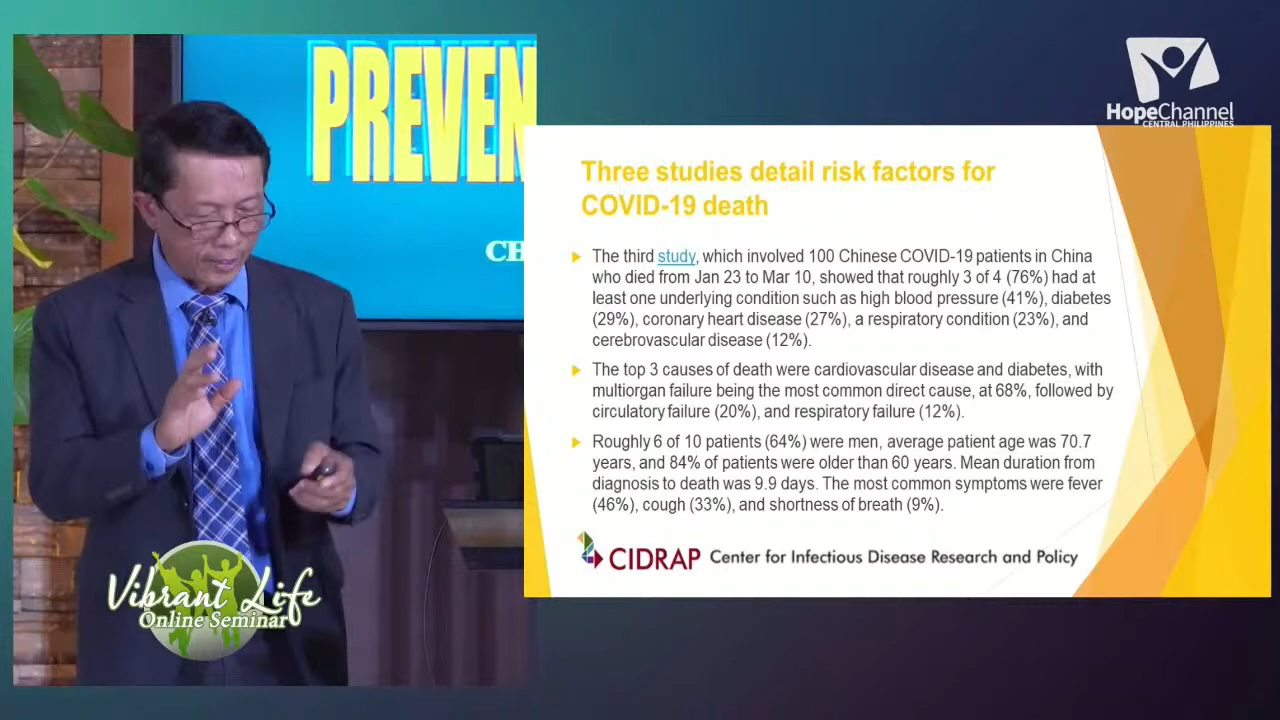 PREVEN
CH
HopeChannel
CENTRAL PHILIPPINES
Three studies detail risk factors for
COVID-19 death
The third study, which involved 100 Chinese COVID-19 patients in China
who died from Jan 23 to Mar 10, showed that roughly 3 of 4 (76%) had at
least one underlying condition such as high blood pressure (41%), diabetes
(29%), coronary heart disease (27%), a respiratory condition (23%), and
cerebrovascular disease (12%).
The top 3 causes of death were cardiovascular disease and diabetes, with
multiorgan failure being the most common direct cause, at 68%, followed by
circulatory failure (20%), and respiratory failure (12%).
Roughly 6 of 10 patients (64%) were men, average patient age was 70.7
years, and 84% of patients were older than 60 years. Mean duration from
diagnosis to death was 9.9 days. The most common symptoms were fever
(46%), cough (33%), and shortness of breath (9%).
CIDRAP Center for Infectious Disease Research and Policy
Vibrant Life
Online Seminar